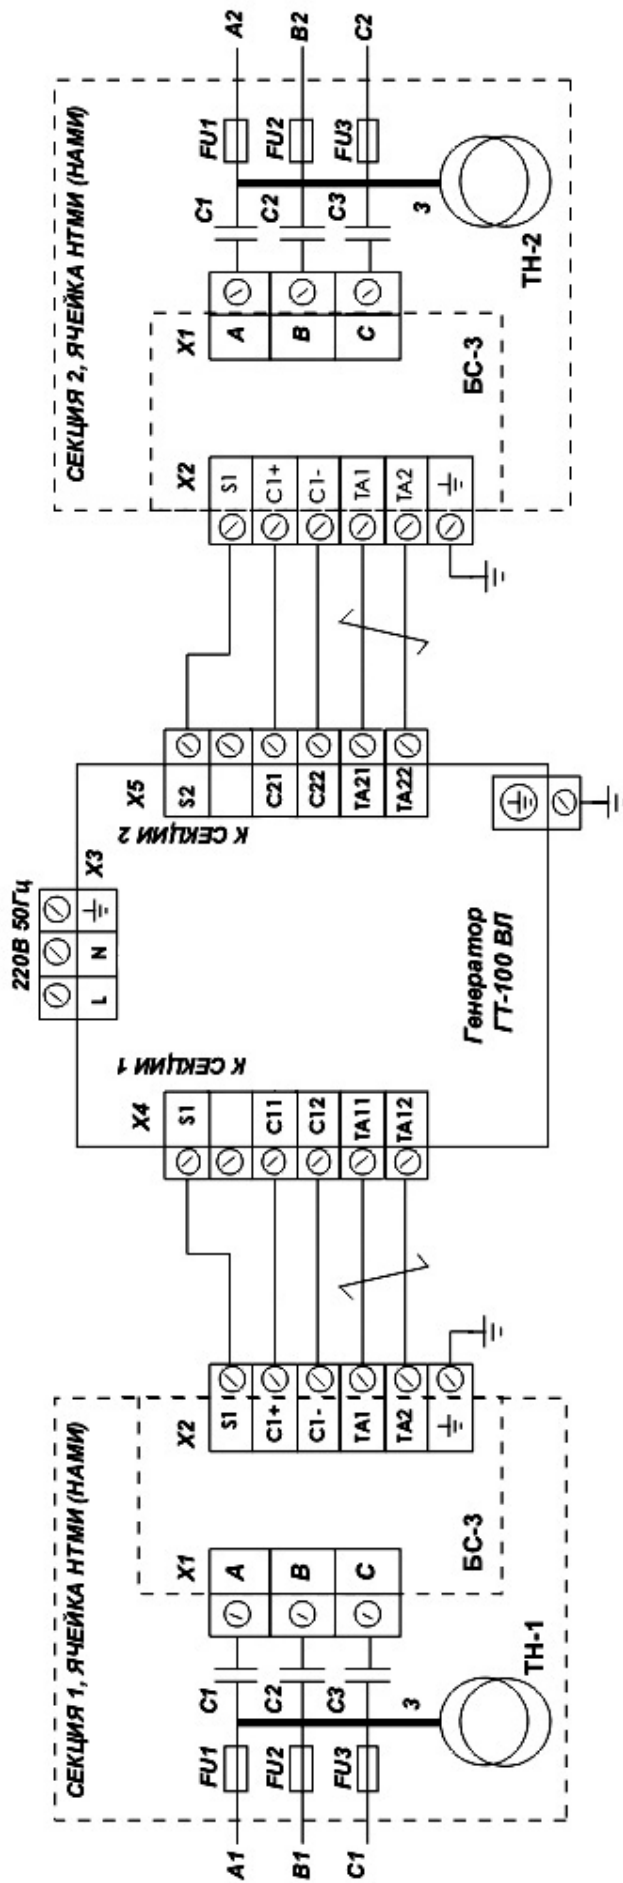 СЕКЦИЯ 1, ЯЧЕЙКА НТМИ (НАМИ)
A1
B1
C1
FU1
FU2
FU3
C1
C2
C3
3
ТН-1
X1
A
B
C
БС-3
X2
S1
C1+
C1-
TA1
TA2
X4
S1
C11
C12
TA11
TA12
К СЕКЦИИ 1
220В 50Гц
L
N
X3
Генератор
ГТ-100 ВЛ
К СЕКЦИИ 2
X5
S2
C21
C22
TA21
TA22
СЕКЦИЯ 2, ЯЧЕЙКА НТМИ (НАМИ)
X2
S1
C1+
C1-
TA1
TA2
БС-3
X1
A
B
C
C1
C2
C3
3
ТН-2
FU1
FU2
FU3
A2
B2
C2